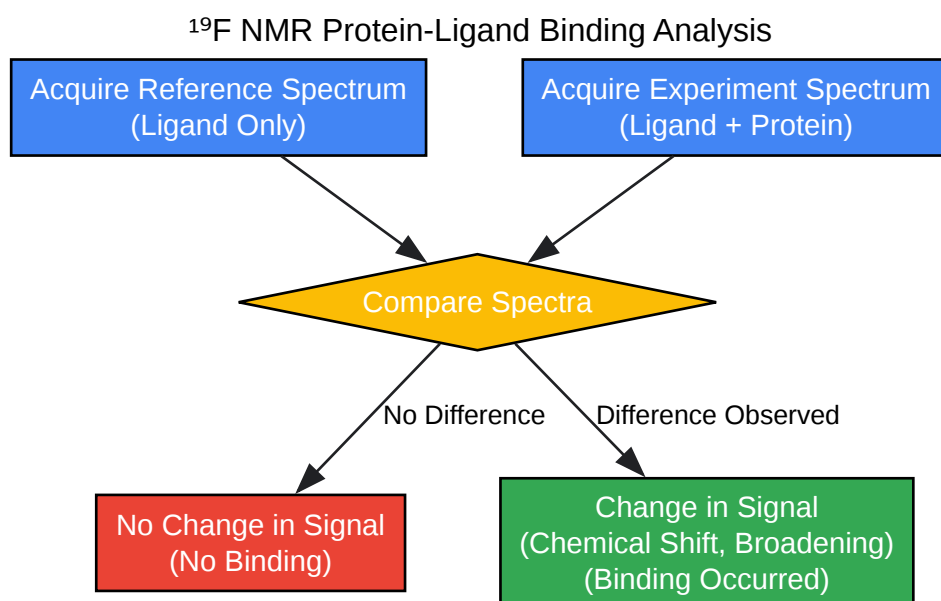 ¹⁹F NMR Protein-Ligand Binding Analysis
Acquire Reference Spectrum
(Ligand Only)
Acquire Experiment Spectrum
(Ligand + Protein)
Compare Spectra
No Difference
Difference Observed
No Change in Signal
(No Binding)
Change in Signal
(Chemical Shift, Broadening)
(Binding Occurred)